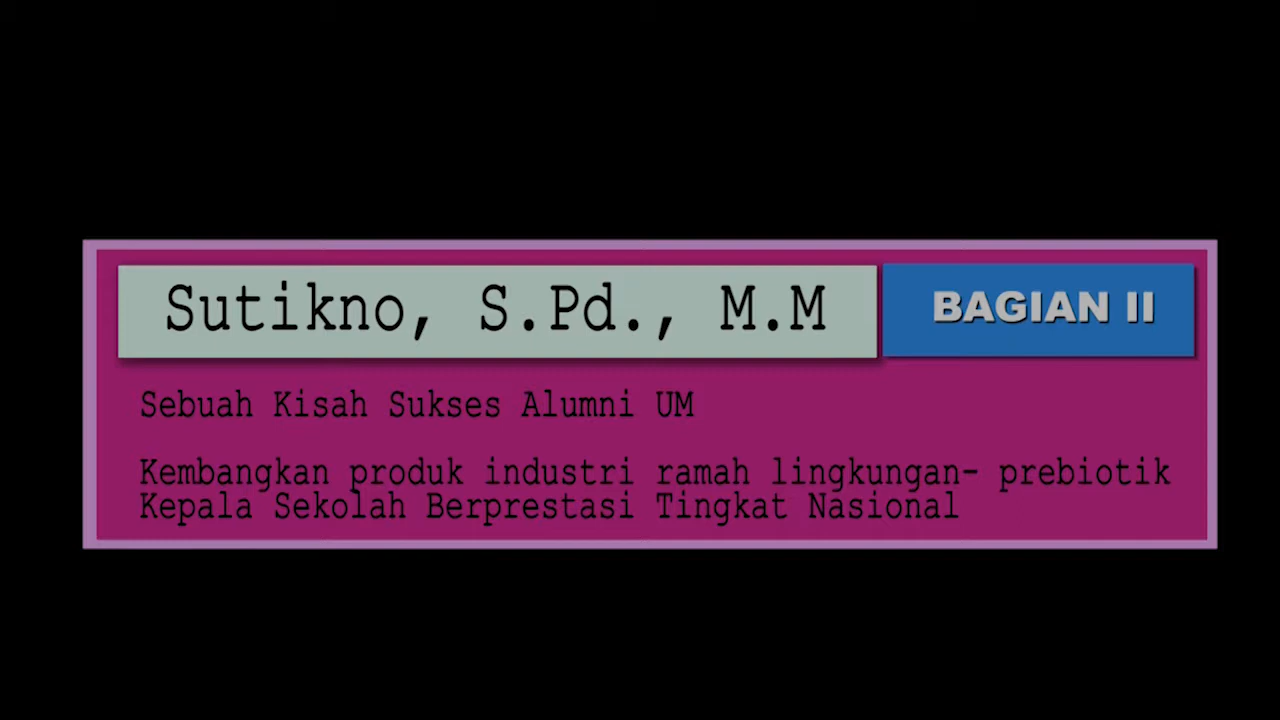 Sutikno, S.Pd., M.M
BAGIAN II
Sebuah Kisah Sukses Alumni UM
Kembangkan produk industri ramah lingkungan- prebiotik
Kepala Sekolah Berprestasi Tingkat Nasional